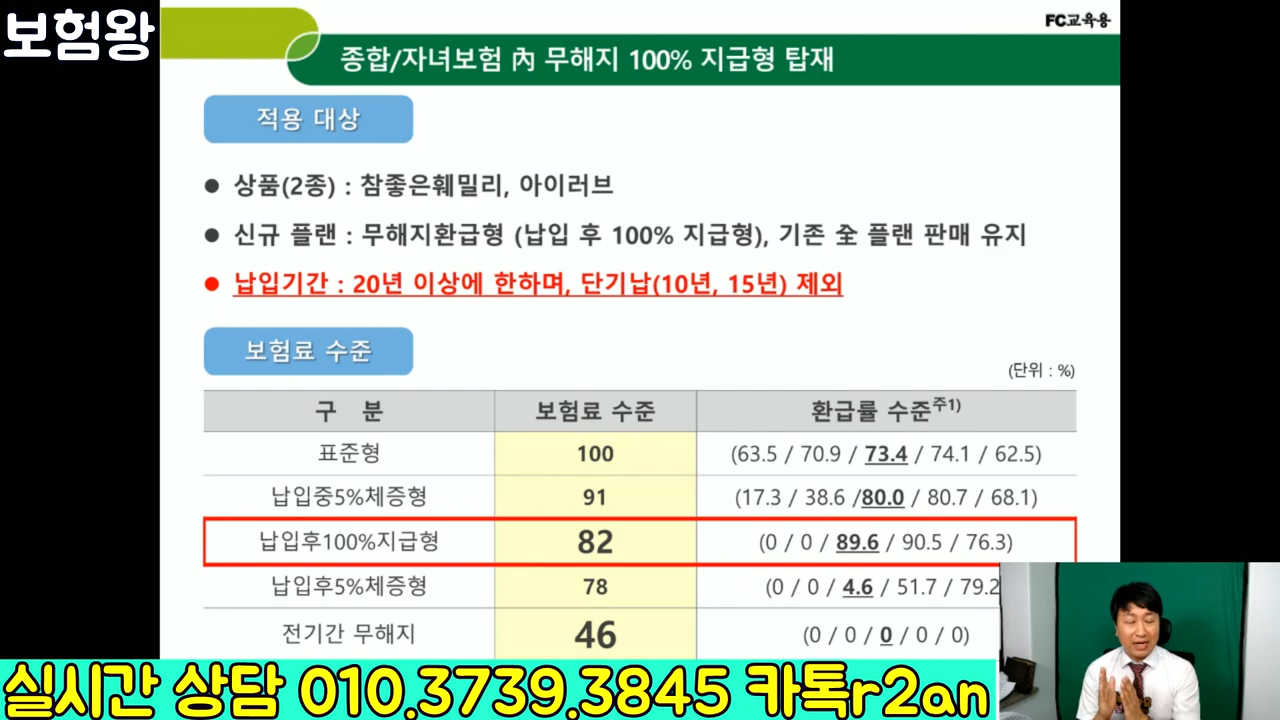 보험왕
FC교육용
종합/자녀보험 內 무해지 100% 지급형 탑재
적용 대상
● 상품(2종) : 참좋은훼밀리, 아이러브
● 신규 플랜 : 무해지환급형 (납입 후 100% 지급형), 기존 全 플랜 판매 유지
● 납입기간 : 20년 이상에 한하며, 단기납(10년, 15년) 제외
보험료 수준
(단위 : %)
구 분 보험료 수준 환급률 수준주1)
표준형 100 (63.5 / 70.9 / 73.4 / 74.1 / 62.5)
납입중5%체증형 91 (17.3 / 38.6 /80.0 / 80.7 / 68.1)
납입후100%지급형 82 (0 / 0 / 89.6 / 90.5 / 76.3)
납입후5%체증형 78 (0 / 0 / 4.6 / 51.7 / 79.2
전기간 무해지 46 (0 / 0 / 0 / 0 / 0)
실시간 상담 010.3739.3845 카톡r2an